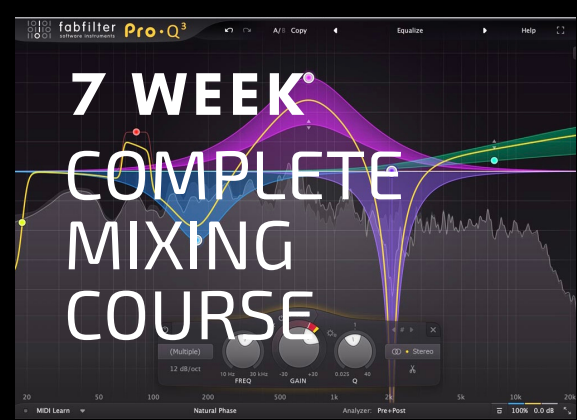 fabfilter Pro·Q³
software instruments
A/B Copy Equalize Help
7 WEEK
COMPLETE
MIXING
COURSE
(Multiple)
12 dB/oct
10 Hz 30 kHz -30 +30 0.025 40
FREQ GAIN Q
Stereo
20 50 100 200 500 1k 2k 5k 10k 20k
MIDI Learn Natural Phase Analyzer: Pre+Post 100% 0.0 dB